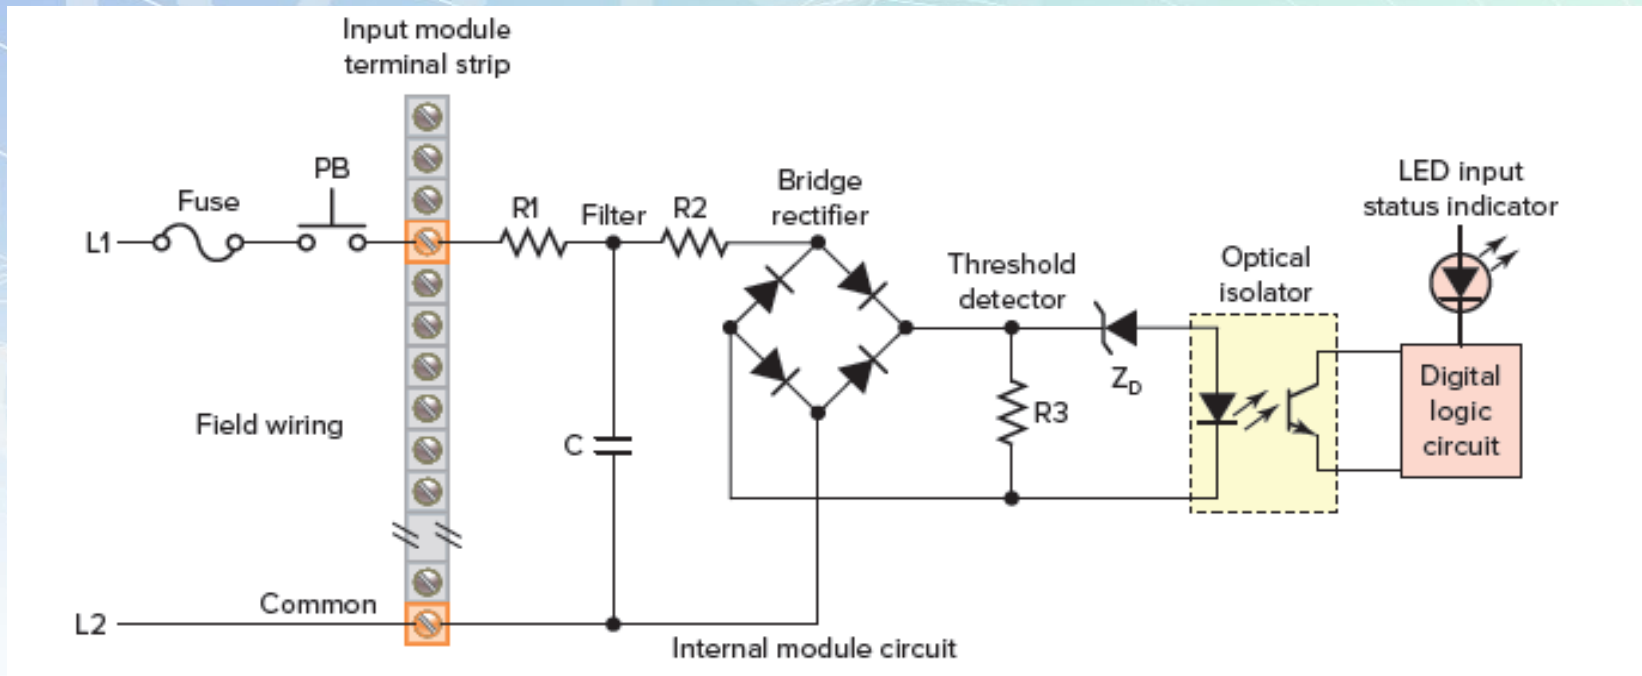 Input module
terminal strip
PB
Fuse
L1
R1
Filter
R2
Bridge
rectifier
Threshold
detector
Optical
isolator
LED input
status indicator
Z_D
R3
C
Digital
logic
circuit
Field wiring
Common
L2
Internal module circuit